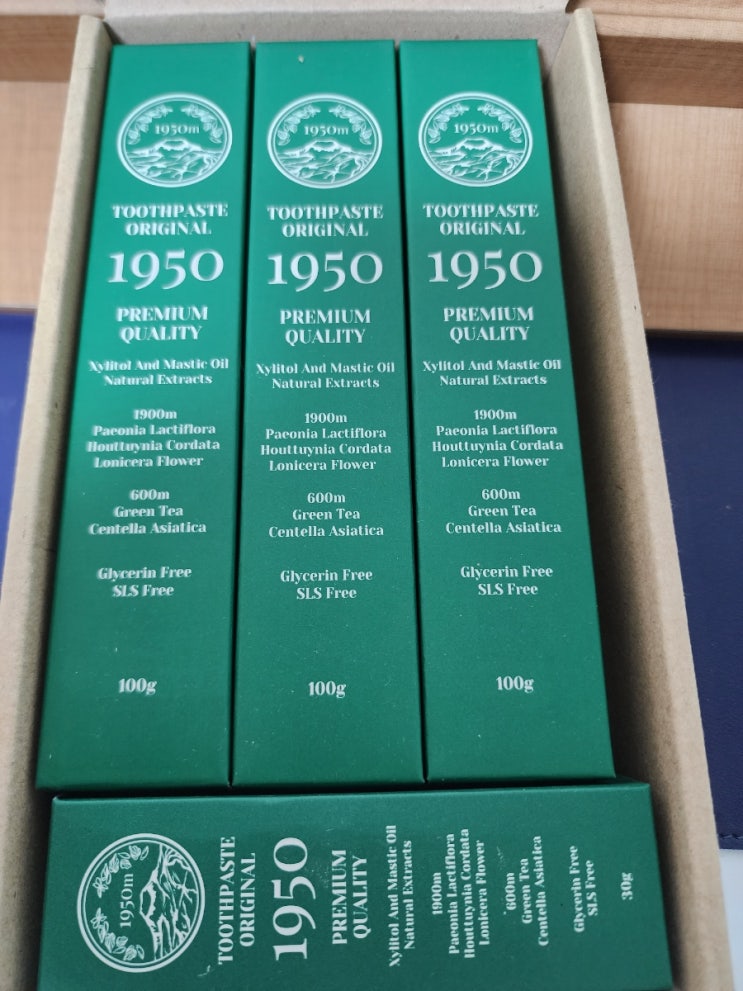 1950m
TOOTHPASTE
ORIGINAL
1950
PREMIUM
QUALITY
Xylitol And Mastic Oil
Natural Extracts
1900m
Paeonia Lactiflora
Houttuynia Cordata
Lonicera Flower
600m
Green Tea
Centella Asiatica
Glycerin Free
SLS Free
100g
1950m
TOOTHPASTE
ORIGINAL
1950
PREMIUM
QUALITY
Xylitol And Mastic Oil
Natural Extracts
1900m
Paeonia Lactiflora
Houttuynia Cordata
Lonicera Flower
600m
Green Tea
Centella Asiatica
Glycerin Free
SLS Free
100g
1950m
TOOTHPASTE
ORIGINAL
1950
PREMIUM
QUALITY
Xylitol And Mastic Oil
Natural Extracts
1900m
Paeonia Lactiflora
Houttuynia Cordata
Lonicera Flower
600m
Green Tea
Centella Asiatica
Glycerin Free
SLS Free
100g
1950m
TOOTHPASTE
ORIGINAL
1950
PREMIUM
QUALITY
Xylitol And Mastic Oil
Natural Extracts
1900m
Paeonia Lactiflora
Houttuynia Cordata
Lonicera Flower
600m
Green Tea
Centella Asiatica
Glycerin Free
SLS Free
30g